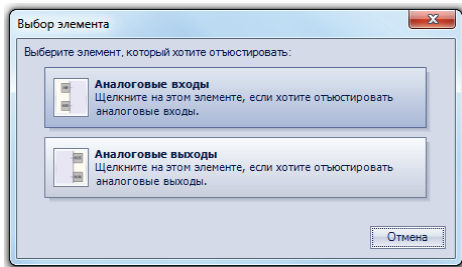 Выбор элемента
Выберите элемент, который хотите отъюстировать:
Аналоговые входы
Щелкните на этом элементе, если хотите отъюстировать
аналоговые входы.
Аналоговые выходы
Щелкните на этом элементе, если хотите отъюстировать
аналоговые выходы.
Отмена